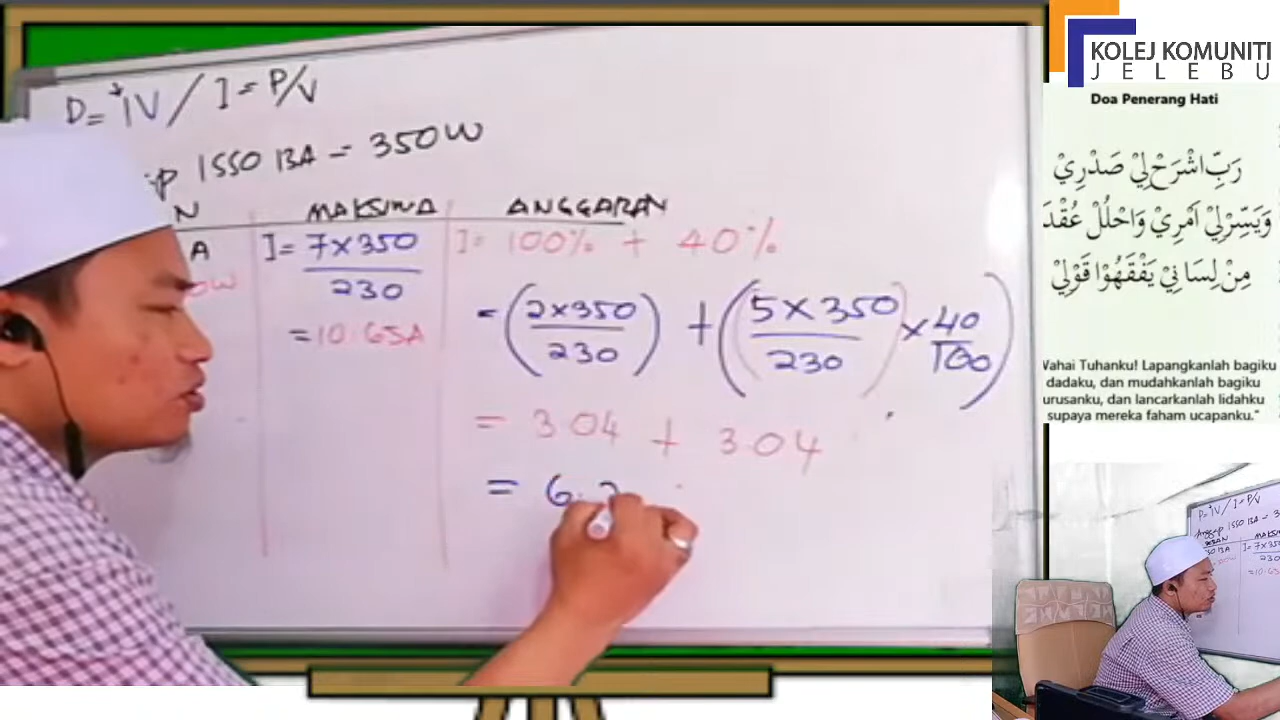 KOLEJ KOMUNITI
JELEBU
Doa Penerang Hati
رَبِّ اشْرَحْ لِيْ صَدْرِيْ
وَيَسِّرْلِيْ اَمْرِيْ وَاحْلُلْ عُقْدَ
مِنْ لِسَانِيْ يَفْقَهُوْا قَوْلِيْ
Wahai Tuhanku! Lapangkanlah bagiku
dadaku, dan mudahkanlah bagiku
urusanku, dan lancarkanlah lidahku
supaya mereka faham ucapanku."
P= IV / I = P/V
1SSO 13A = 350W
N MAKSIMA ANGGARAN
A I= 7x350/230 I= 100% + 40%
0W = 10.65A = (2x350/230) + ((5x350/230) x 40/100)
= 3.04 + 3.04
= 6.